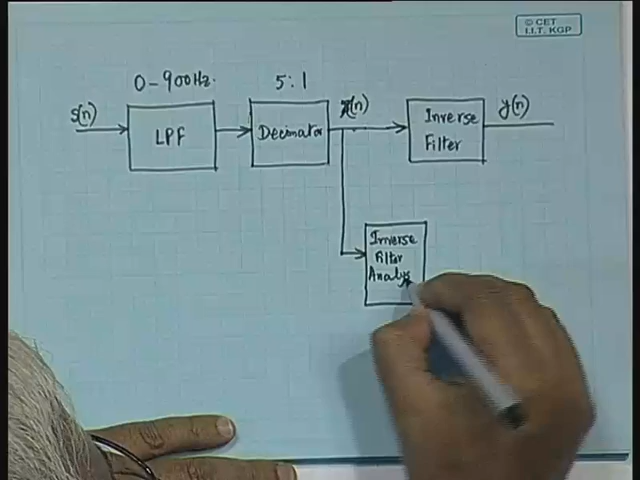 © CET
I.I.T. KGP
0-900Hz.
5:1
s(n)
LPF
Decimator
x(n)
Inverse
Filter
y(n)
Inverse
Filter
Analys